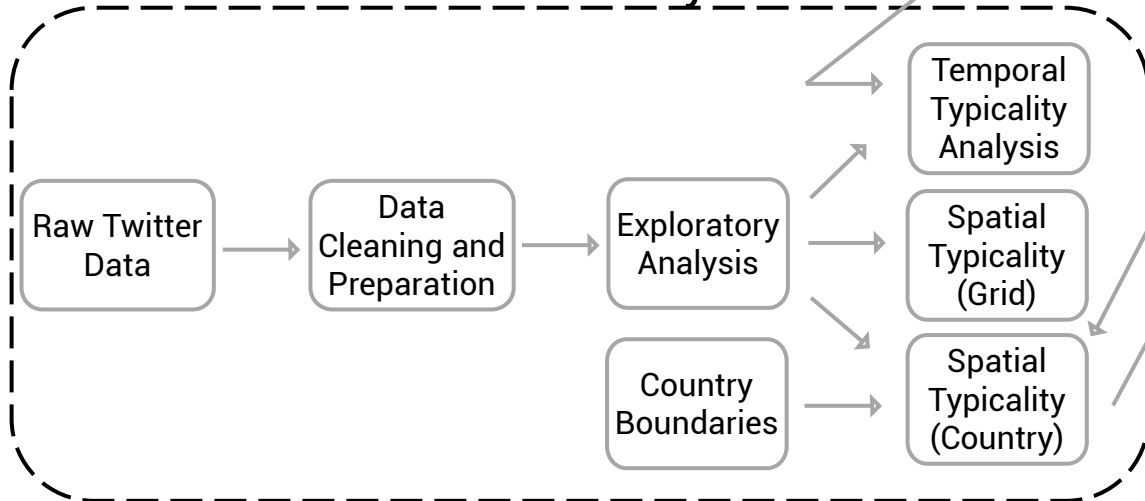 Raw Twitter
Data
Data
Cleaning and
Preparation
Exploratory
Analysis
Country
Boundaries
Temporal
Typicality
Analysis
Spatial
Typicality
(Grid)
Spatial
Typicality
(Country)